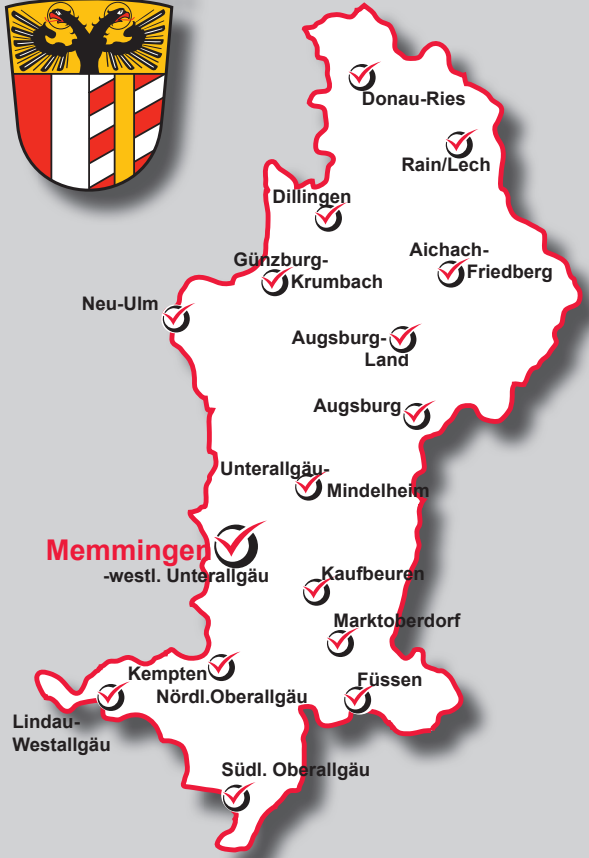 Donau-Ries
Rain/Lech
Dillingen
Aichach-
Friedberg
Günzburg-
Krumbach
Neu-Ulm
Augsburg-
Land
Augsburg
Unterallgäu-
Mindelheim
Memmingen
-westl. Unterallgäu
Kaufbeuren
Marktoberdorf
Kempten
Nördl.Oberallgäu
Füssen
Lindau-
Westallgäu
Südl. Oberallgäu